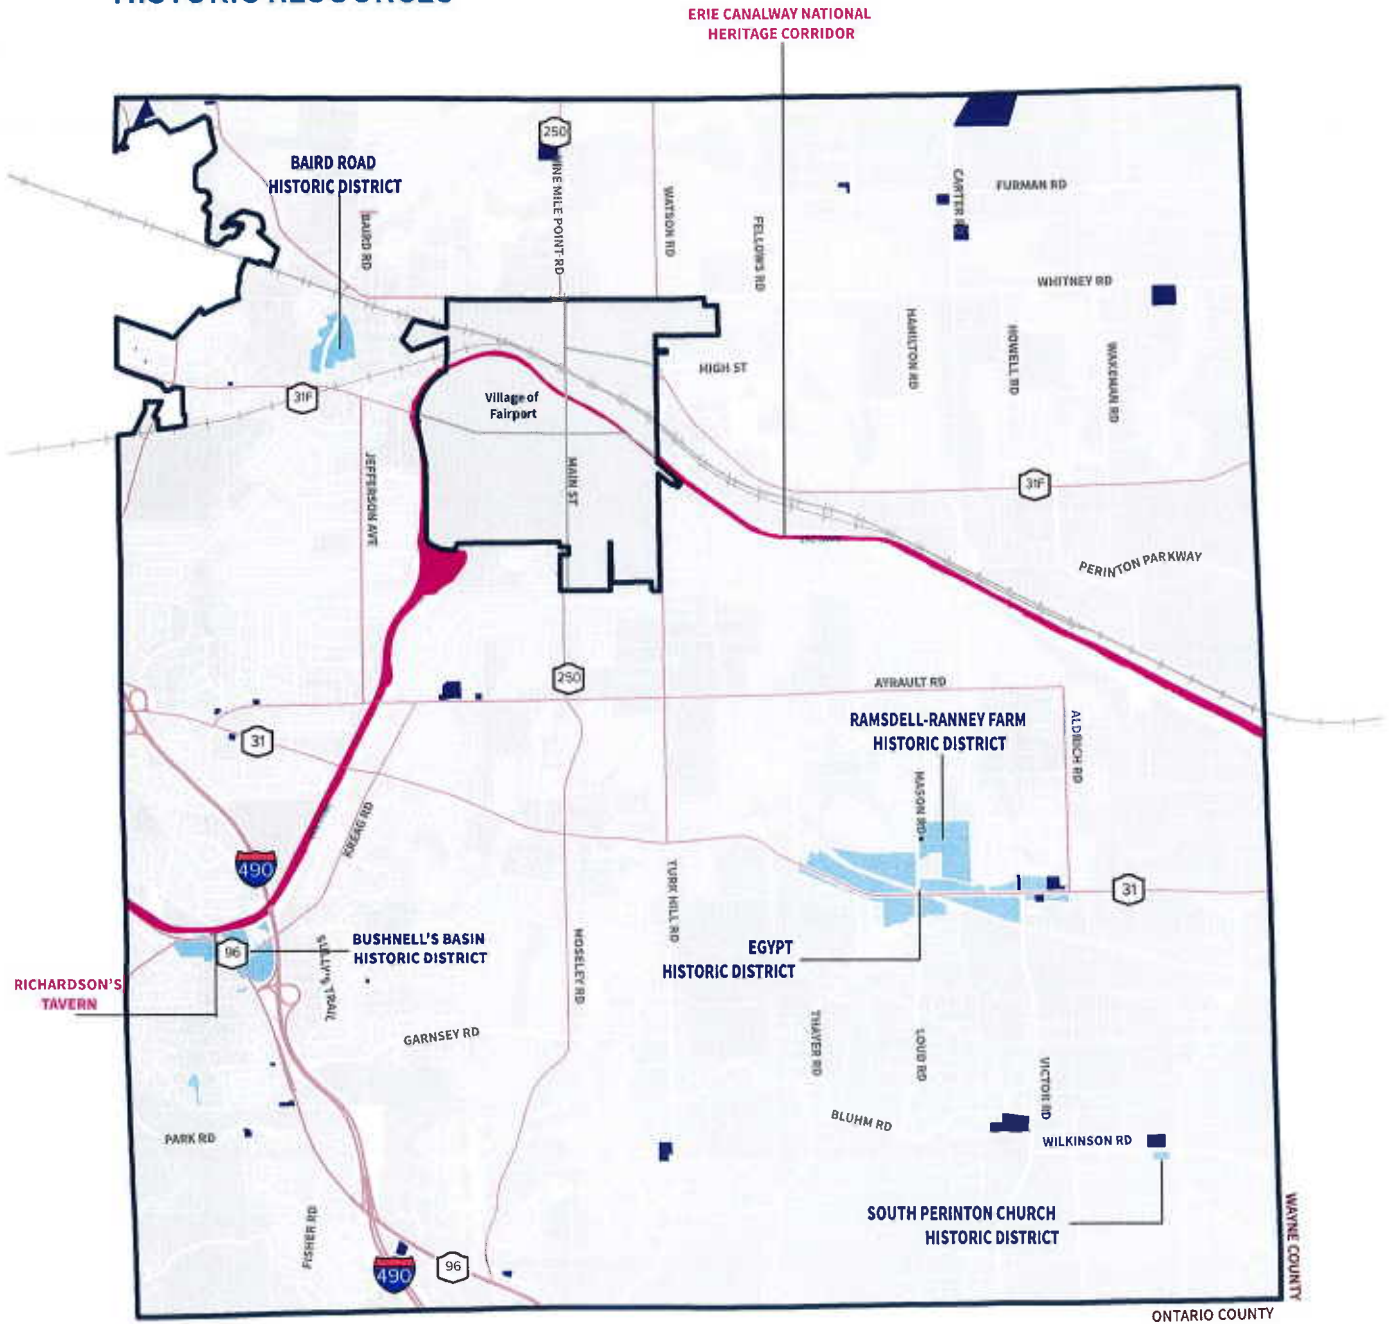 HISTORIC RESOURCES
ERIE CANALWAY NATIONAL
HERITAGE CORRIDOR
250
BAIRD ROAD
HISTORIC DISTRICT
BAIRD RD
NINE MILE POINT RD
WATSON RD
FELLOWS RD
CARTER RD
FURMAN RD
WHITNEY RD
HAMILTON RD
HOWELL RD
WAKEMAN RD
HIGH ST
31F
Village of
Fairport
JEFFERSON AVE
MAIN ST
31F
PERINTON PARKWAY
250
AYRAULT RD
31
RAMSDELL-RANNEY FARM
HISTORIC DISTRICT
ALDRICH RD
MASON RD
KREAG RD
490
TURK HILL RD
31
96
BUSHNELL'S BASIN
HISTORIC DISTRICT
SULLY'S TRAIL
MOSELEY RD
EGYPT
HISTORIC DISTRICT
RICHARDSON'S
TAVERN
GARNSEY RD
THAYER RD
LOUD RD
VICTOR RD
BLUHM RD
PARK RD
WILKINSON RD
SOUTH PERINTON CHURCH
HISTORIC DISTRICT
FISHER RD
490
96
WAYNE COUNTY
ONTARIO COUNTY